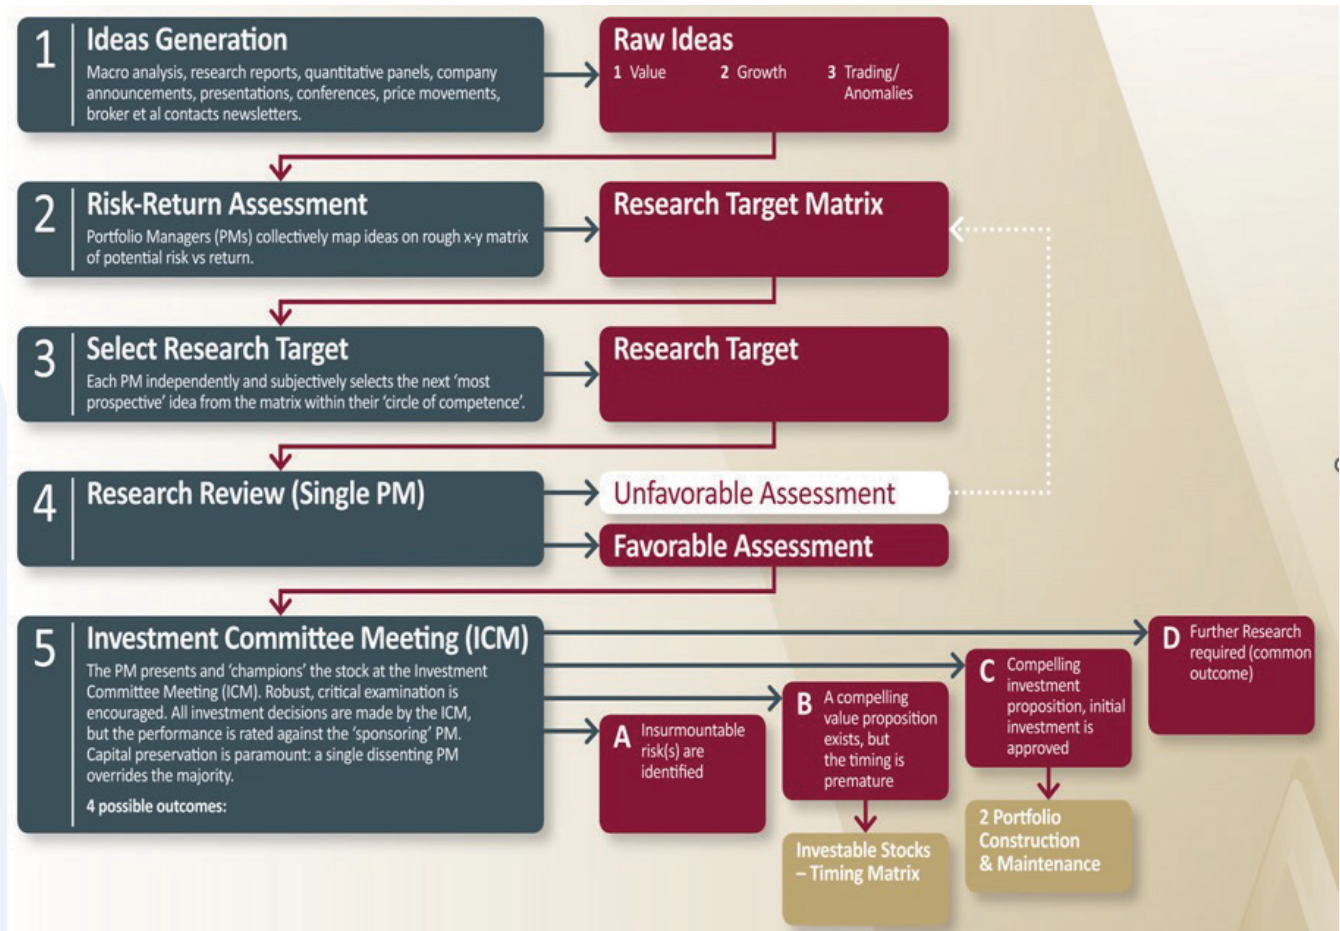 1
Ideas Generation
Macro analysis, research reports, quantitative panels, company
announcements, presentations, conferences, price movements,
broker et al contacts newsletters.
Raw Ideas
1 Value
2 Growth
3 Trading/
Anomalies
2
Risk-Return Assessment
Portfolio Managers (PMs) collectively map ideas on rough x-y matrix
of potential risk vs return.
Research Target Matrix
3
Select Research Target
Each PM independently and subjectively selects the next ‘most
prospective’ idea from the matrix within their ‘circle of competence’.
Research Target
4
Research Review (Single PM)
Unfavorable Assessment
Favorable Assessment
5
Investment Committee Meeting (ICM)
The PM presents and ‘champions’ the stock at the Investment
Committee Meeting (ICM). Robust, critical examination is
encouraged. All investment decisions are made by the ICM,
but the performance is rated against the ‘sponsoring’ PM.
Capital preservation is paramount: a single dissenting PM
overrides the majority.
4 possible outcomes:
A
Insurmountable
risk(s) are
identified
B
A compelling
value proposition
exists, but
the timing is
premature
C
Compelling
investment
proposition, initial
investment is
approved
D
Further Research
required (common
outcome)
Investable Stocks
– Timing Matrix
2 Portfolio
Construction
& Maintenance